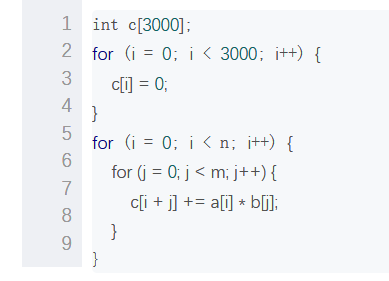 1 int c[3000];
2 for (i = 0; i < 3000; i++) {
3 c[i] = 0;
4 }
5 for (i = 0; i < n; i++) {
6 for (j = 0; j < m; j++) {
7 c[i + j] += a[i] * b[j];
8 }
9 }